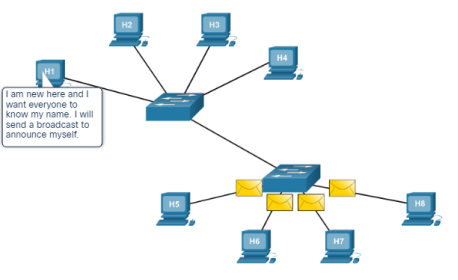 H2
H3
H1
H4
I am new here and I
want everyone to
know my name. I will
send a broadcast to
announce myself.
H5
H8
H6
H7